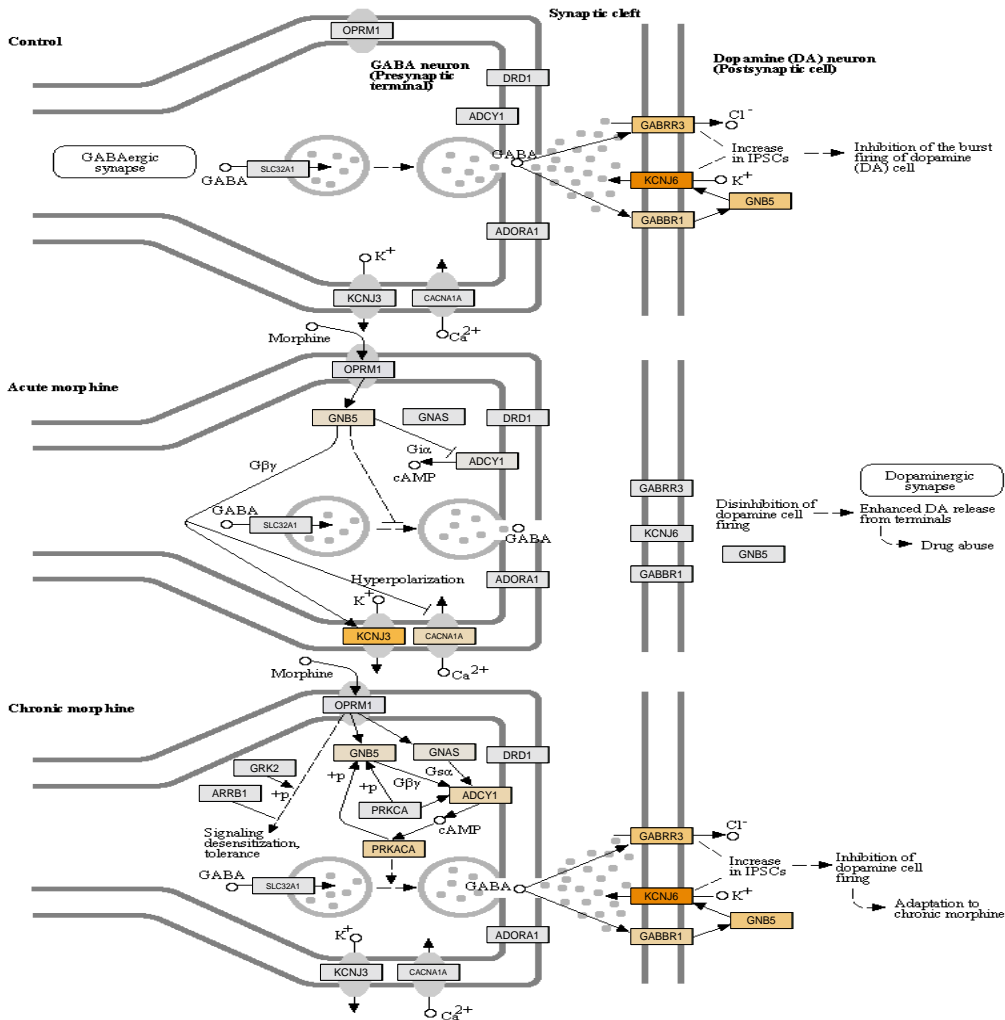 Synaptic cleft
Control
OPRM1
GABA neuron
(Presynaptic
terminal)
Dopamine (DA) neuron
(Postsynaptic cell)
DRD1
ADCY1
GABAergic
synapse
GABA
SLC32A1
GABA
GABRR3
Cl⁻
Increase
in IPSCs
Inhibition of the burst
firing of dopamine
(DA) cell
KCNJ6
K⁺
GNB5
GABBR1
ADORA1
K⁺
KCNJ3
CACNA1A
Ca²⁺
Morphine
Acute morphine
OPRM1
GNB5
GNAS
DRD1
Giα
ADCY1
cAMP
Gβγ
GABA
SLC32A1
GABA
Hyperpolarization
ADORA1
K⁺
KCNJ3
CACNA1A
Ca²⁺
GABRR3
KCNJ6
GABBR1
Disinhibition of
dopamine cell
firing
GNB5
Dopaminergic
synapse
Enhanced DA release
from terminals
Drug abuse
Morphine
Chronic morphine
OPRM1
GNB5
GNAS
DRD1
GRK2
+p
ARRB1
+p
+p
Gβγ
Gsα
PRKCA
ADCY1
cAMP
Signaling
desensitization,
tolerance
PRKACA
GABA
SLC32A1
GABA
GABRR3
Cl⁻
Increase
in IPSCs
Inhibition of
dopamine cell
firing
KCNJ6
K⁺
GNB5
Adaptation to
chronic morphine
GABBR1
ADORA1
K⁺
KCNJ3
CACNA1A
Ca²⁺